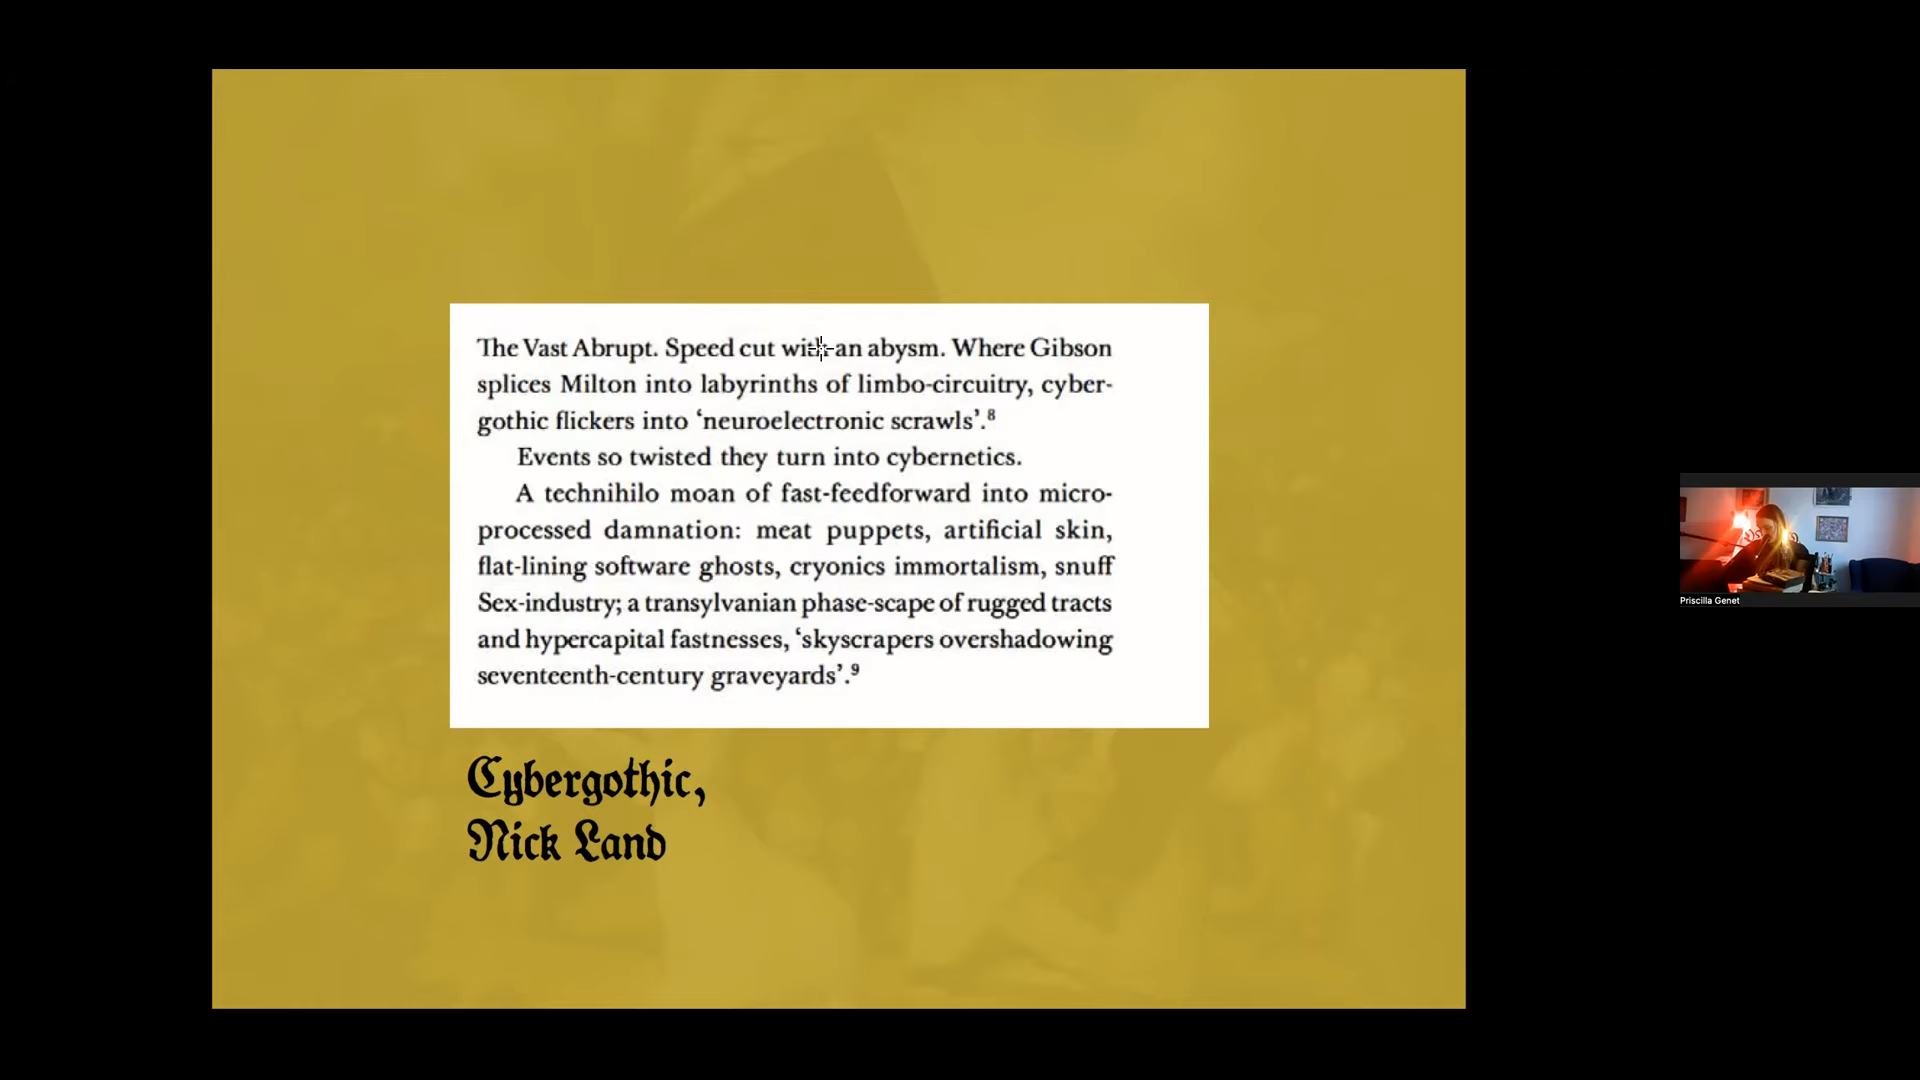 The Vast Abrupt. Speed cut with an abysm. Where Gibson
splices Milton into labyrinths of limbo-circuitry, cyber-
gothic flickers into ‘neuroelectronic scrawls’.⁸
Events so twisted they turn into cybernetics.
A technihilo moan of fast-feedforward into micro-
processed damnation: meat puppets, artificial skin,
flat-lining software ghosts, cryonics immortalism, snuff
Sex-industry; a transylvanian phase-scape of rugged tracts
and hypercapital fastnesses, ‘skyscrapers overshadowing
seventeenth-century graveyards’.⁹
Cybergothic,
Nick Land
Priscilla Genet